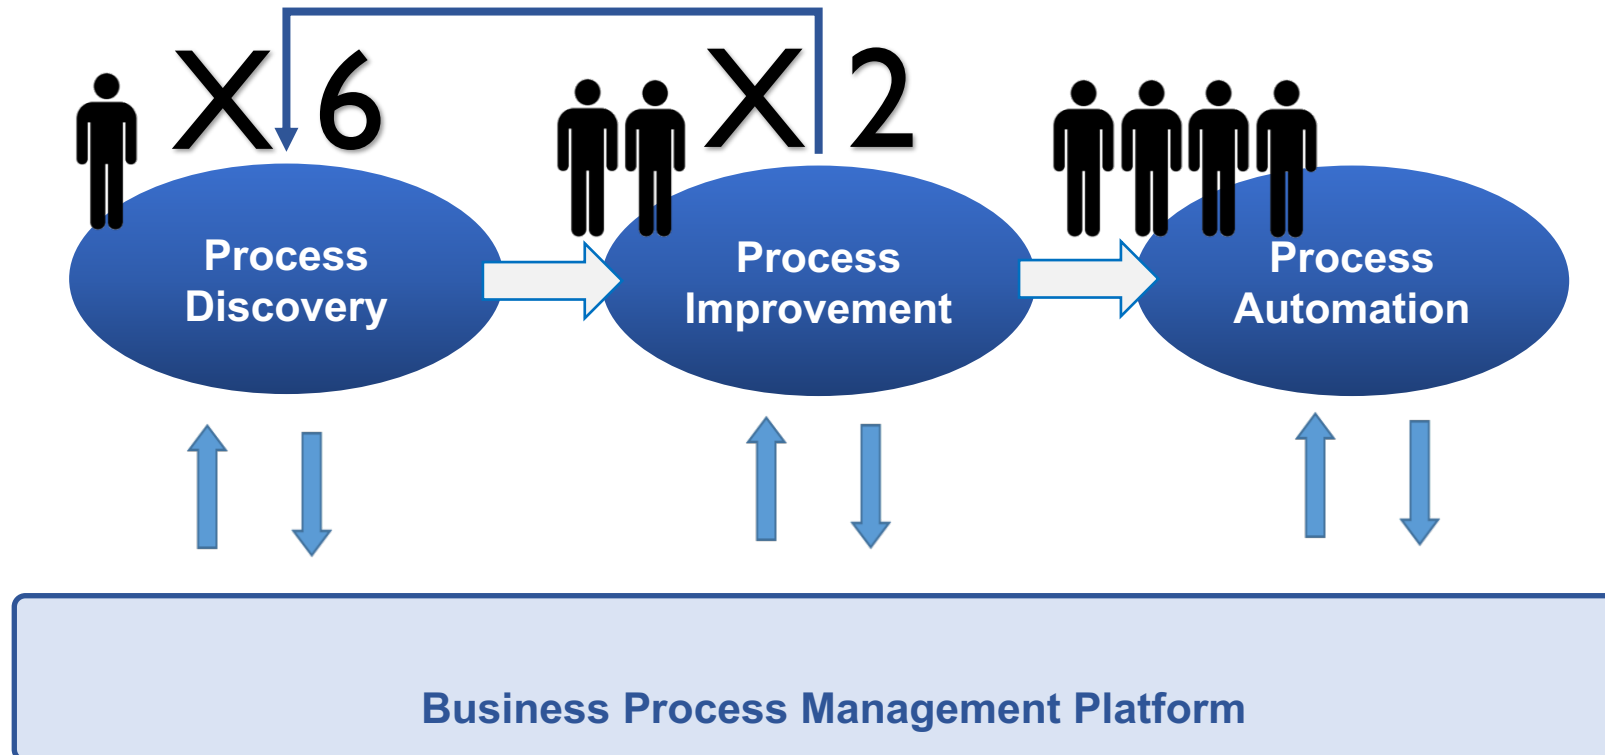 X 6
X 2
Process
Discovery
Process
Improvement
Process
Automation
Business Process Management Platform